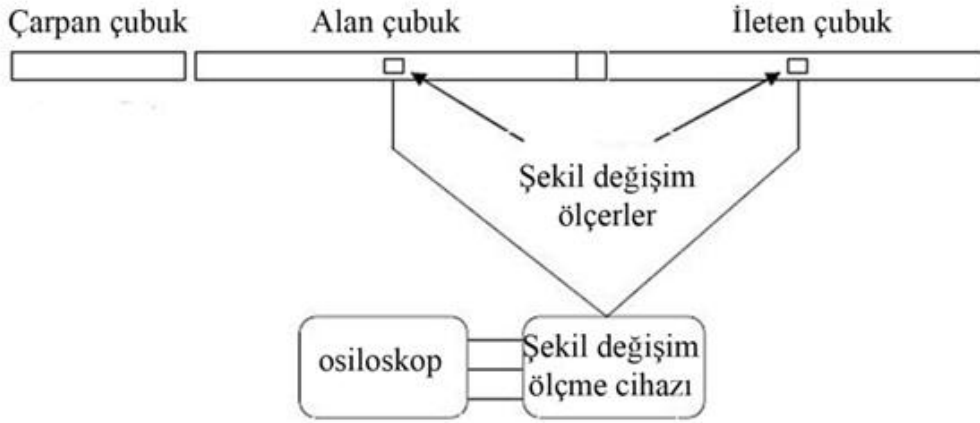 Çarpan çubuk
Alan çubuk
İleten çubuk
Şekil değişim
ölçerler
osiloskop
Şekil değişim
ölçme cihazı